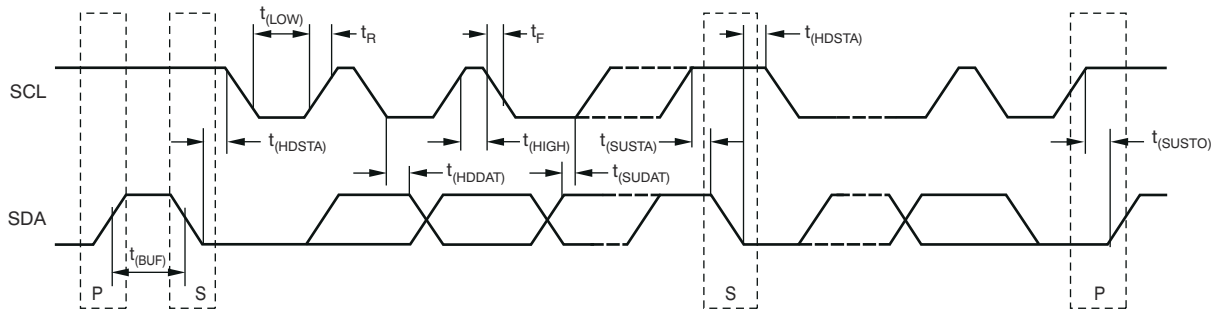 t(LOW)
tR
tF
t(HDSTA)
SCL
t(HDSTA)
t(HIGH)
t(SUSTA)
t(SUSTO)
t(HDDAT)
t(SUDAT)
SDA
t(BUF)
P
S
S
P